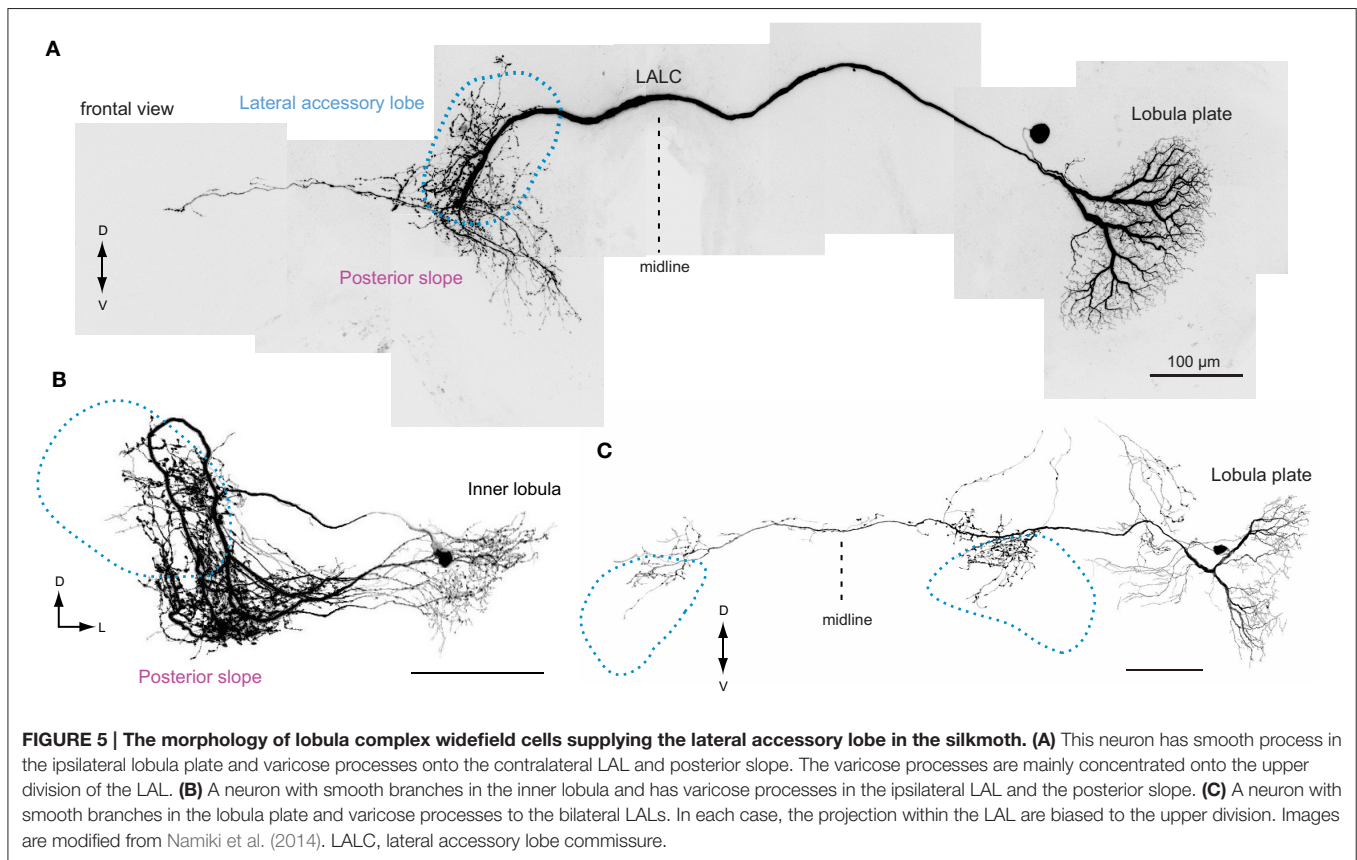 A
frontal view
Lateral accessory lobe
LALC
Lobula plate
D
V
Posterior slope
midline
100 µm
B
Inner lobula
D
L
Posterior slope
C
Lobula plate
midline
D
V
FIGURE 5 | The morphology of lobula complex widefield cells supplying the lateral accessory lobe in the silkmoth. (A) This neuron has smooth process in
the ipsilateral lobula plate and varicose processes onto the contralateral LAL and posterior slope. The varicose processes are mainly concentrated onto the upper
division of the LAL. (B) A neuron with smooth branches in the inner lobula and has varicose processes in the ipsilateral LAL and the posterior slope. (C) A neuron with
smooth branches in the lobula plate and varicose processes to the bilateral LALs. In each case, the projection within the LAL are biased to the upper division. Images
are modified from Namiki et al. (2014). LALC, lateral accessory lobe commissure.